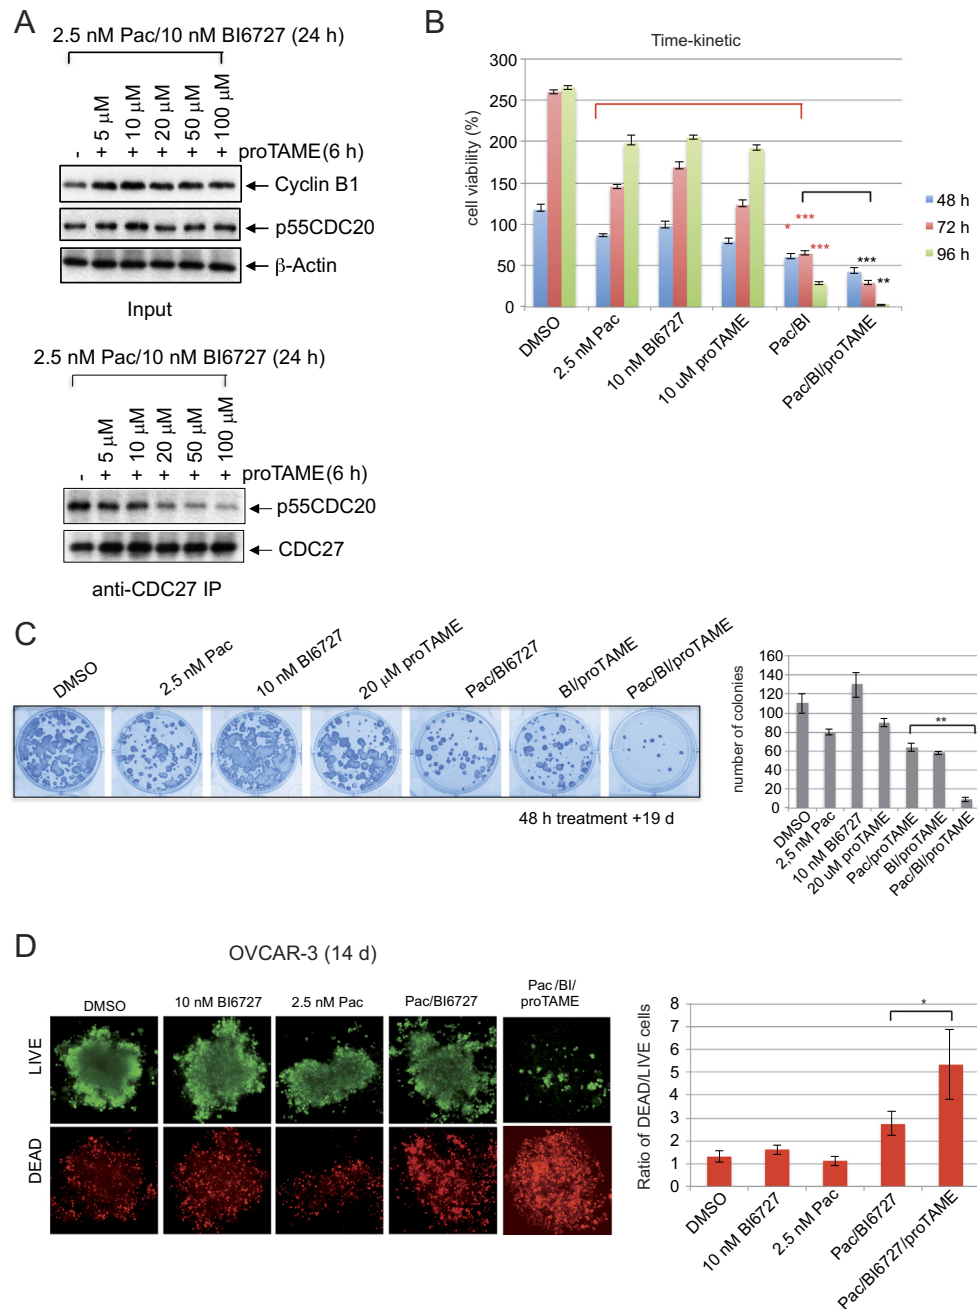 A
2.5 nM Pac/10 nM BI6727 (24 h)
5 µM
10 µM
20 µM
50 µM
100 µM
- + + + + + proTAME(6 h)
Cyclin B1
p55CDC20
β-Actin
Input
2.5 nM Pac/10 nM BI6727 (24 h)
5 µM
10 µM
20 µM
50 µM
100 µM
- + + + + + proTAME(6 h)
p55CDC20
CDC27
anti-CDC27 IP
B
Time-kinetic
cell viability (%)
300
250
200
150
100
50
0
* *** ***
*** **
DMSO
2.5 nM Pac
10 nM BI6727
10 uM proTAME
Pac/BI
Pac/BI/proTAME
48 h
72 h
96 h
C
DMSO
2.5 nM Pac
10 nM BI6727
20 µM proTAME
Pac/BI6727
BI/proTAME
Pac/BI/proTAME
48 h treatment +19 d
number of colonies
160
140
120
100
80
60
40
20
0
**
DMSO
2,5 nM Pac
10 nM BI6727
20 uM proTAME
Pac/proTAME
BI/proTAME
Pac/BI/proTAME
D
OVCAR-3 (14 d)
DMSO
10 nM BI6727
2.5 nM Pac
Pac/BI6727
Pac/BI/
proTAME
LIVE
DEAD
Ratio of DEAD/LIVE cells
8
7
6
5
4
3
2
1
0
*
DMSO
10 nM BI6727
2.5 nM Pac
Pac/BI6727
Pac/BI6727/proTAME